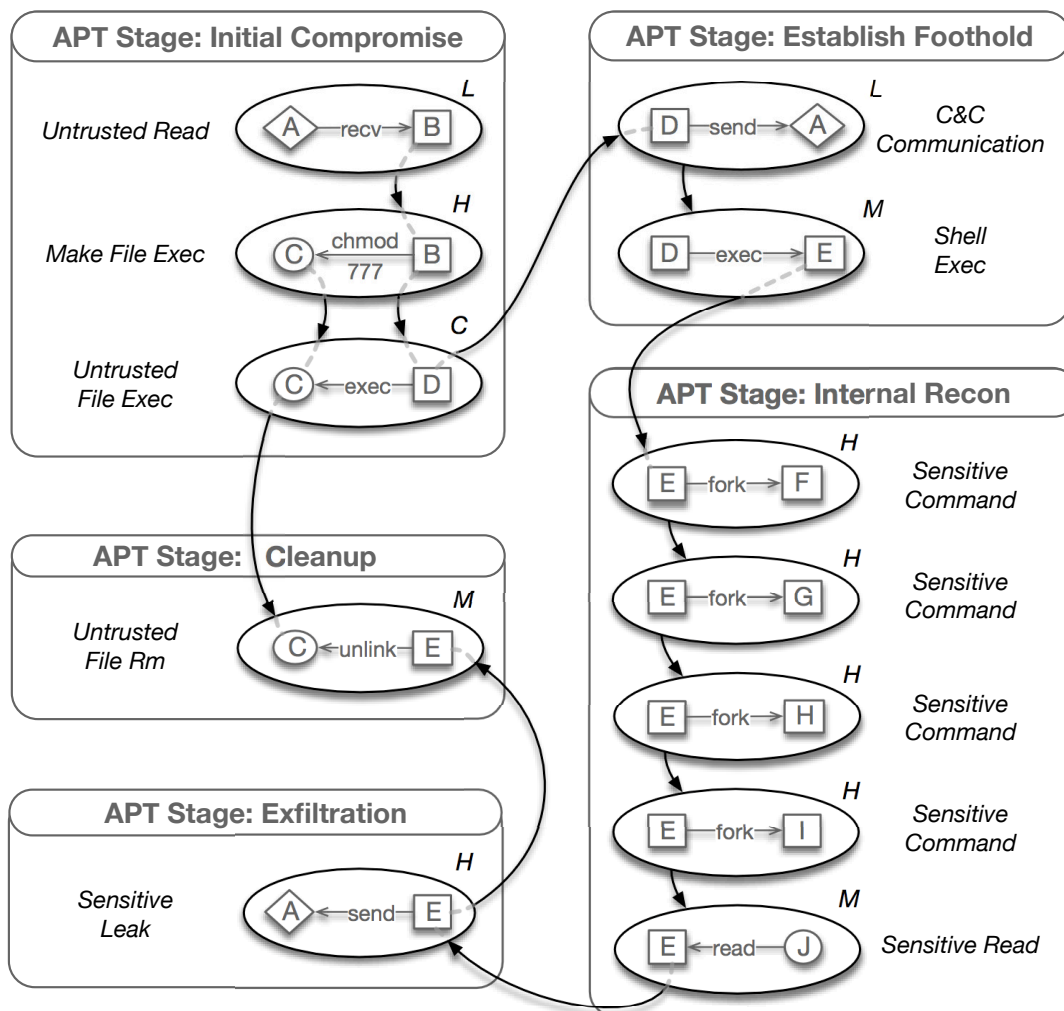 APT Stage: Initial Compromise
L
Untrusted Read
A
recv
B
H
Make File Exec
C
chmod
777
B
C
Untrusted
File Exec
C
exec
D
APT Stage: Establish Foothold
L
D
send
A
C&C
Communication
M
D
exec
E
Shell
Exec
APT Stage: Internal Recon
H
E
fork
F
Sensitive
Command
H
E
fork
G
Sensitive
Command
H
E
fork
H
Sensitive
Command
H
E
fork
I
Sensitive
Command
M
E
read
J
Sensitive Read
APT Stage: Cleanup
M
Untrusted
File Rm
C
unlink
E
APT Stage: Exfiltration
H
Sensitive
Leak
A
send
E